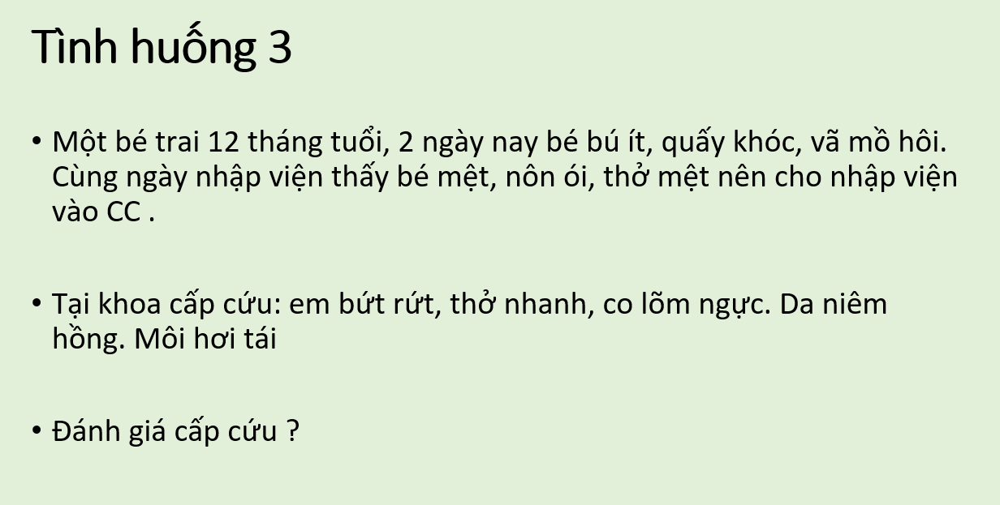 Tình huống 3
• Một bé trai 12 tháng tuổi, 2 ngày nay bé bú ít, quấy khóc, vã mồ hôi.
Cùng ngày nhập viện thấy bé mệt, nôn ói, thở mệt nên cho nhập viện
vào CC .
• Tại khoa cấp cứu: em bứt rứt, thở nhanh, co lõm ngực. Da niêm
hồng. Môi hơi tái
• Đánh giá cấp cứu ?